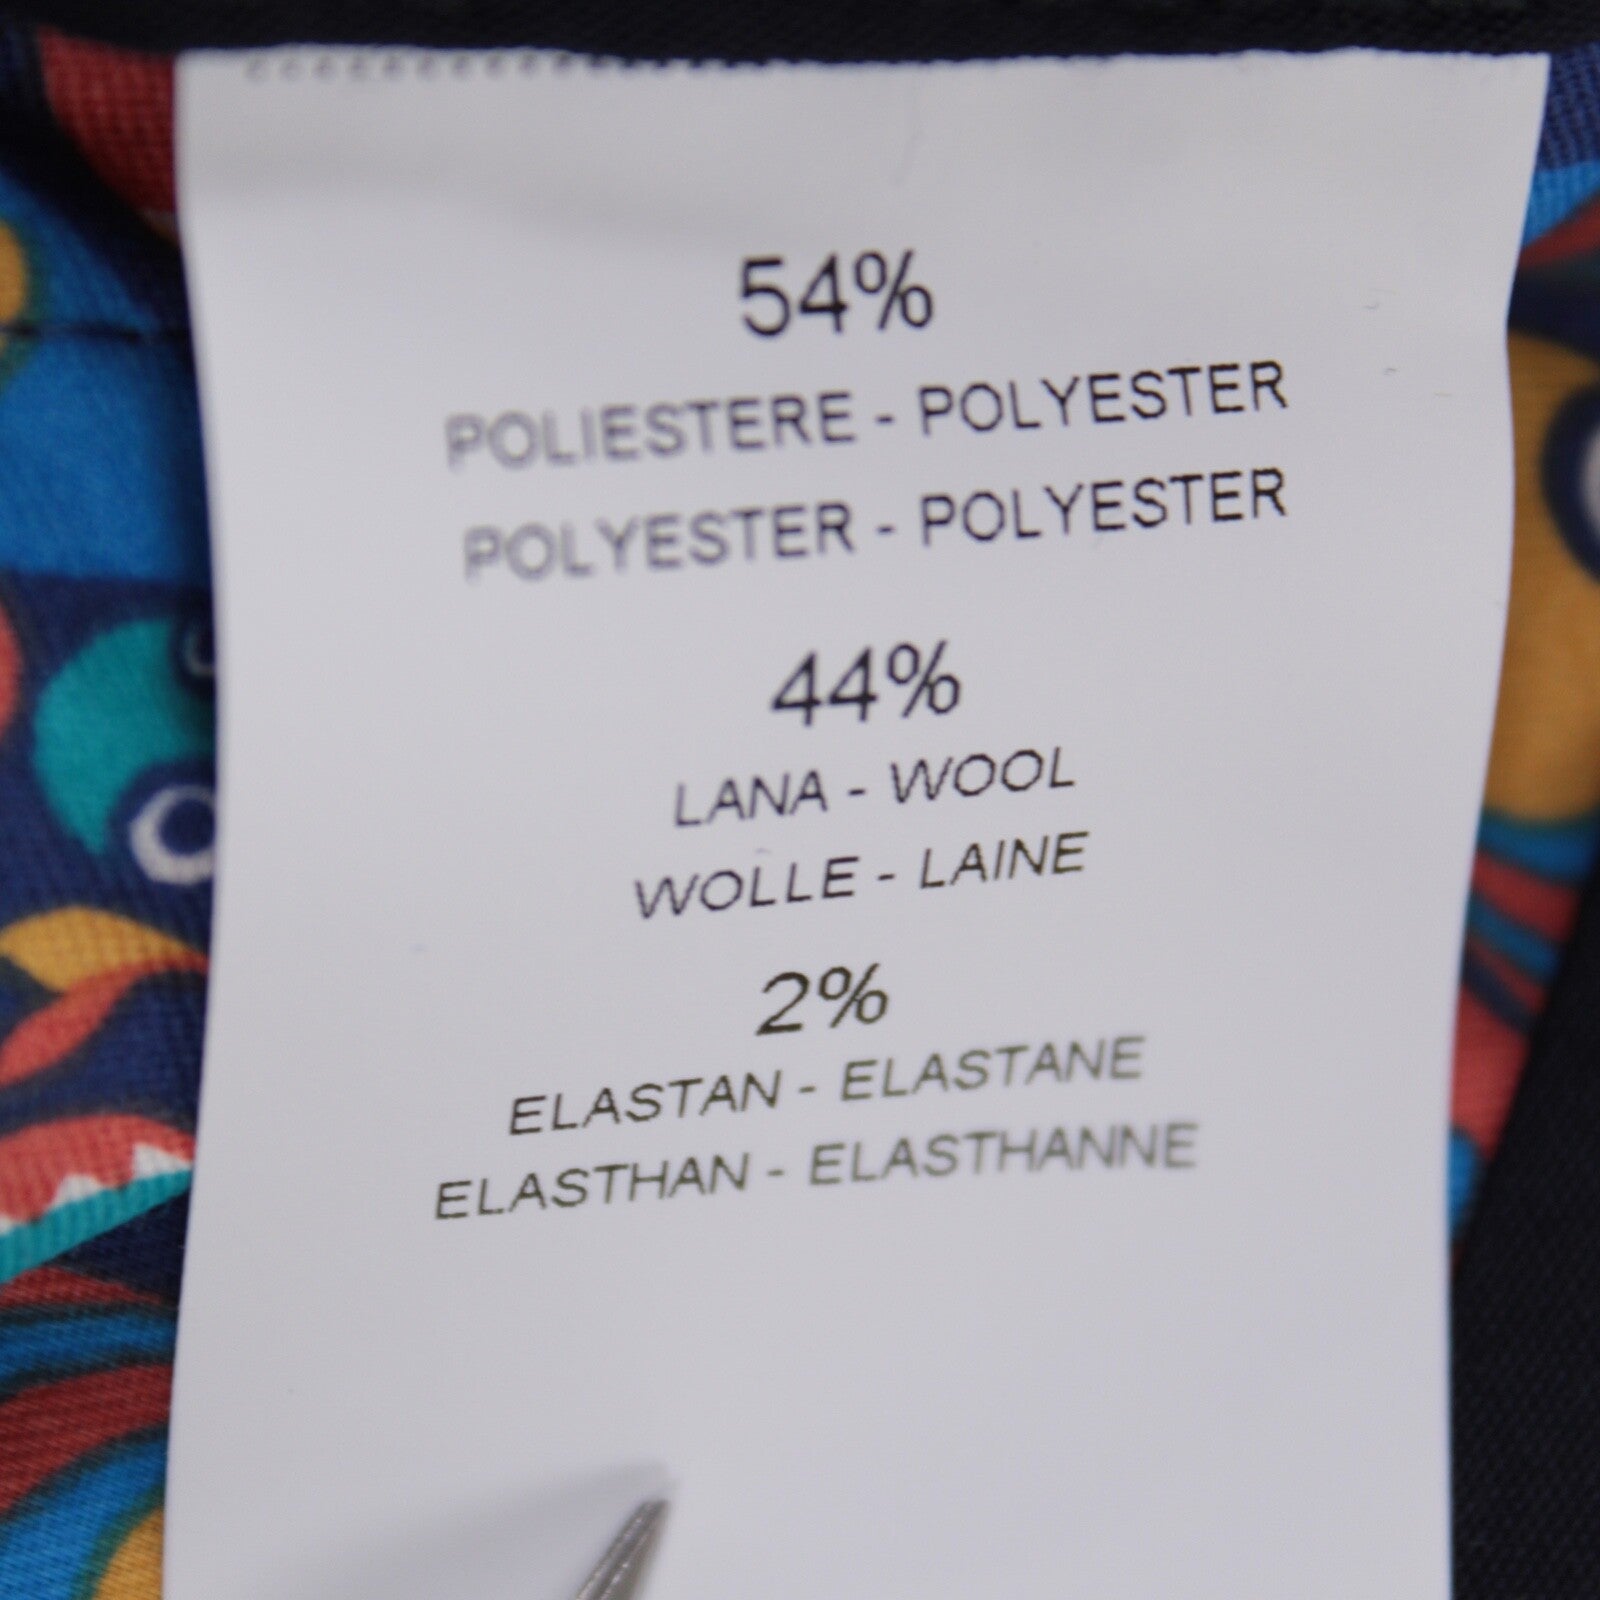 54%
POLIESTERE - POLYESTER
POLYESTER - POLYESTER
44%
LANA - WOOL
WOLLE - LAINE
2%
ELASTAN - ELASTANE
ELASTHAN - ELASTHANNE